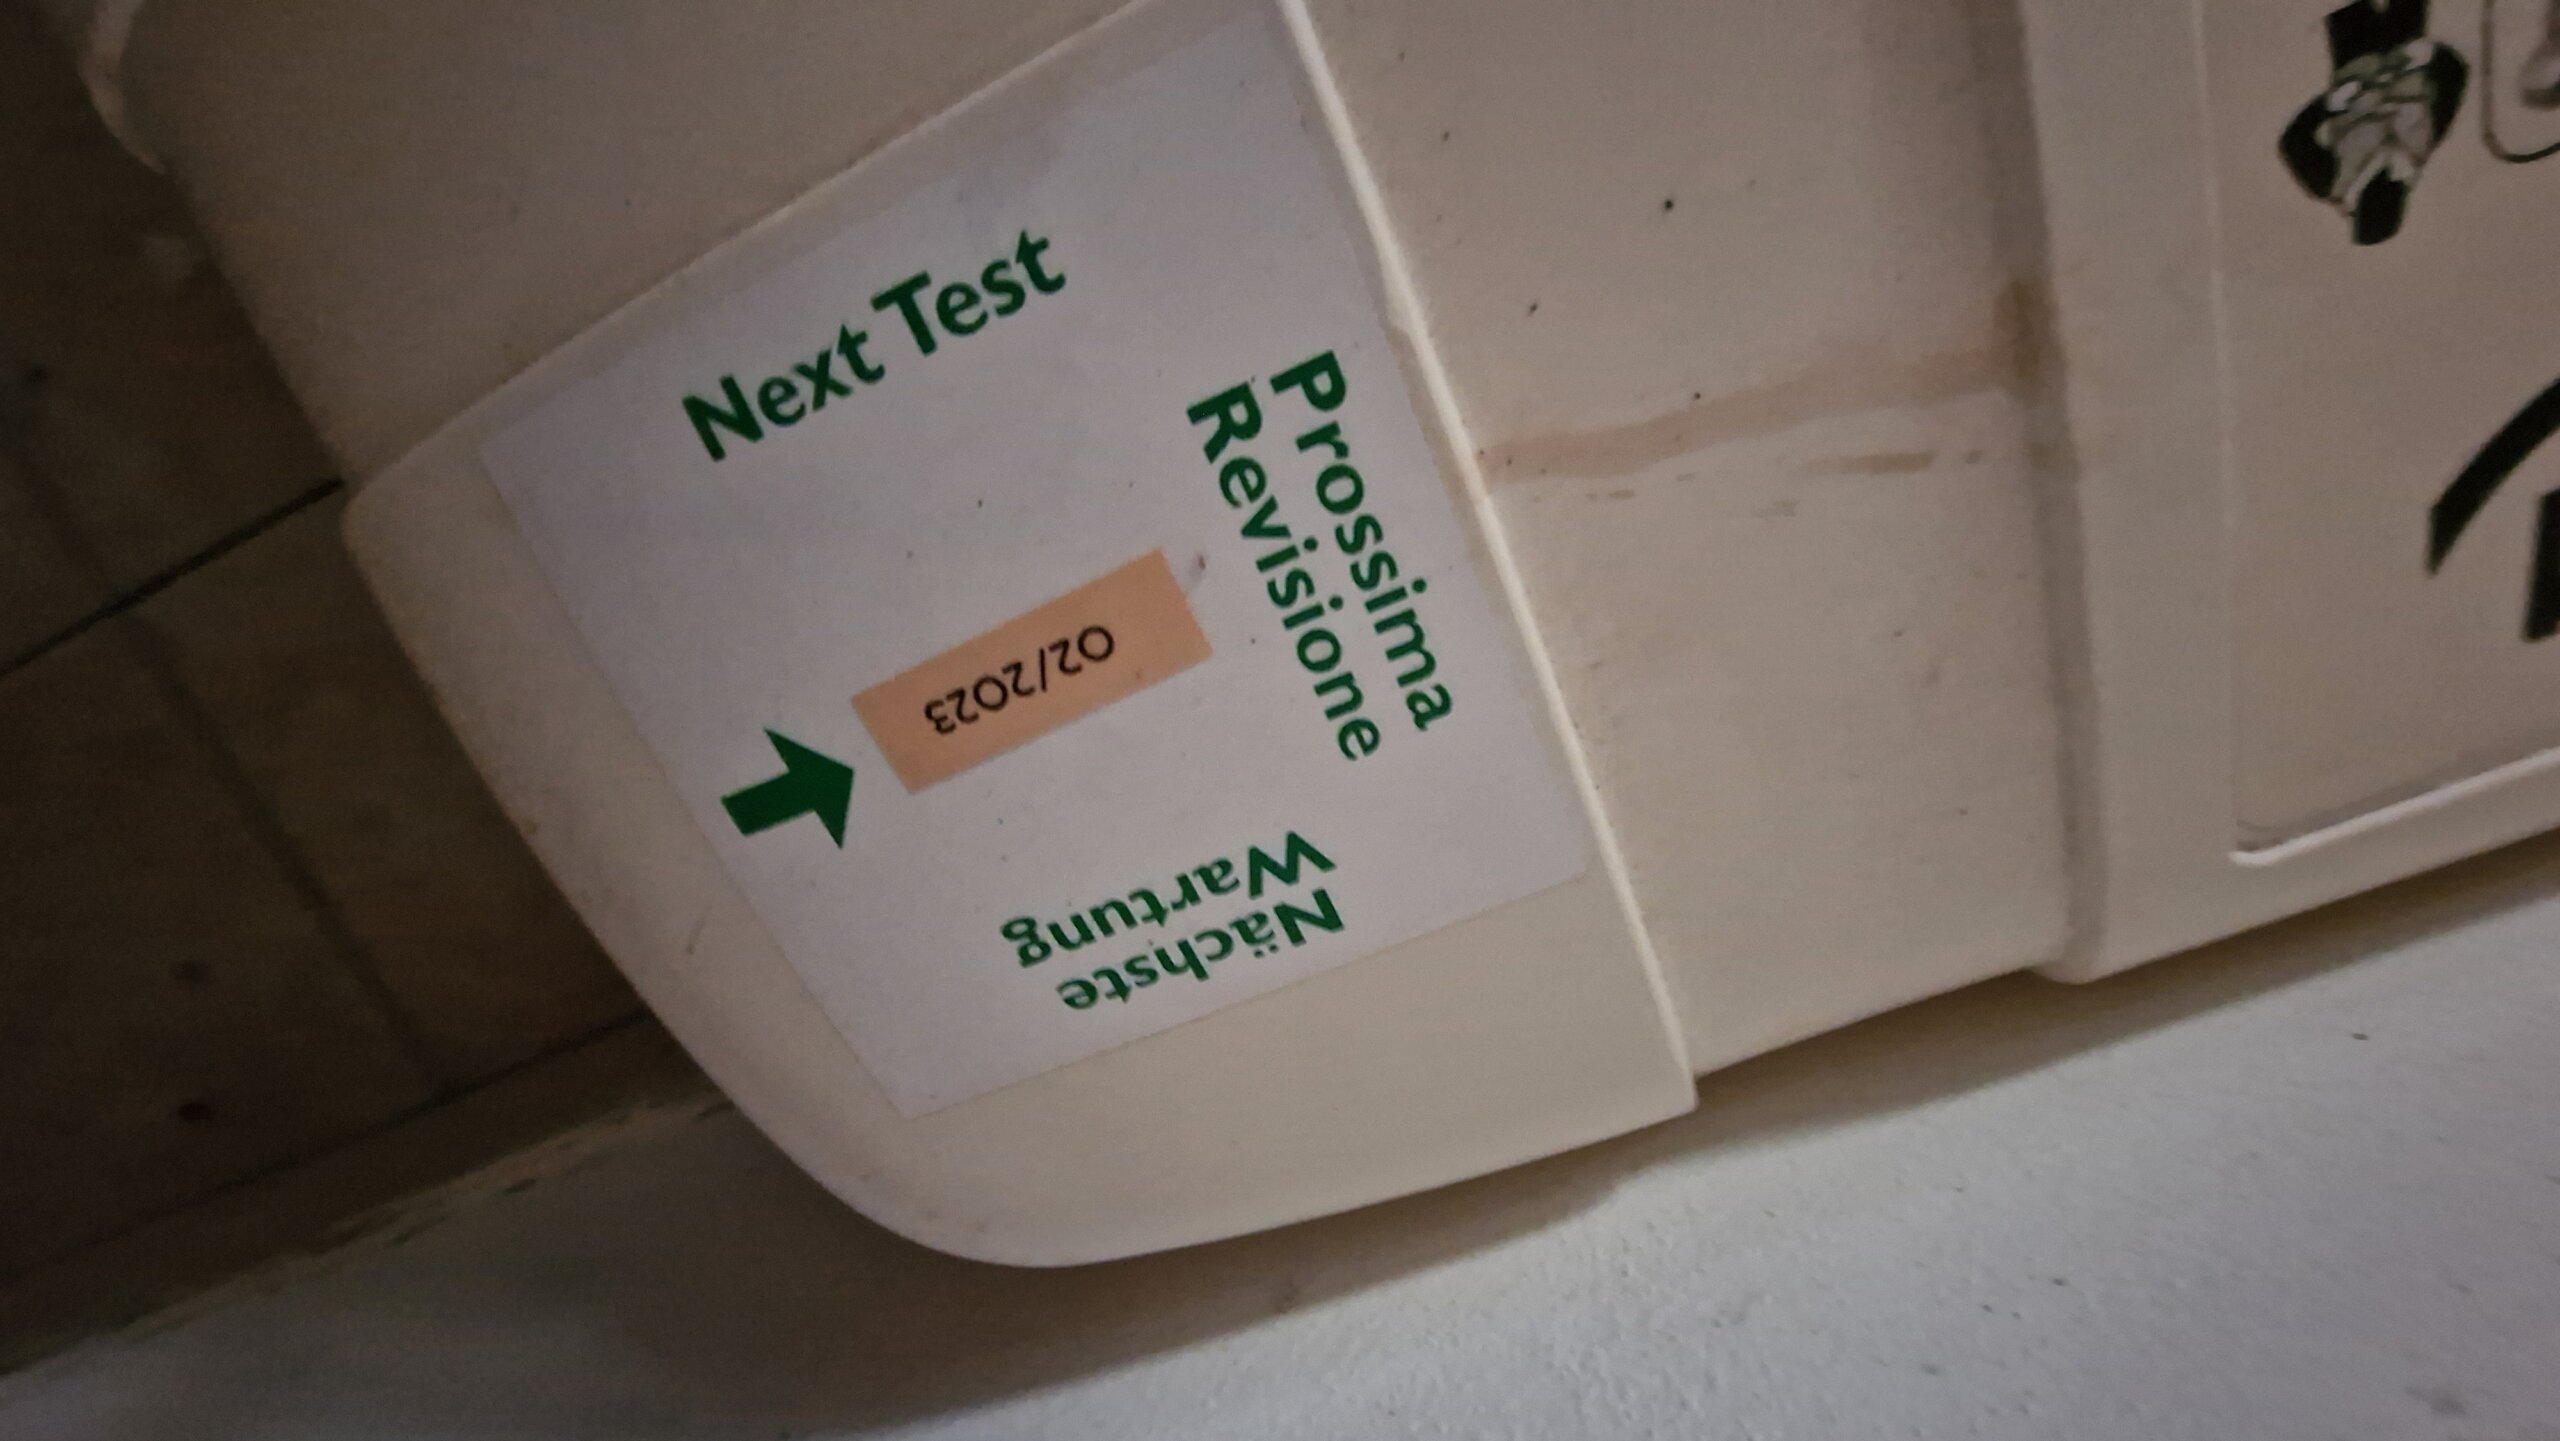 Next Test
Prossima
Revisione
02/2023
Nächste
Wartung